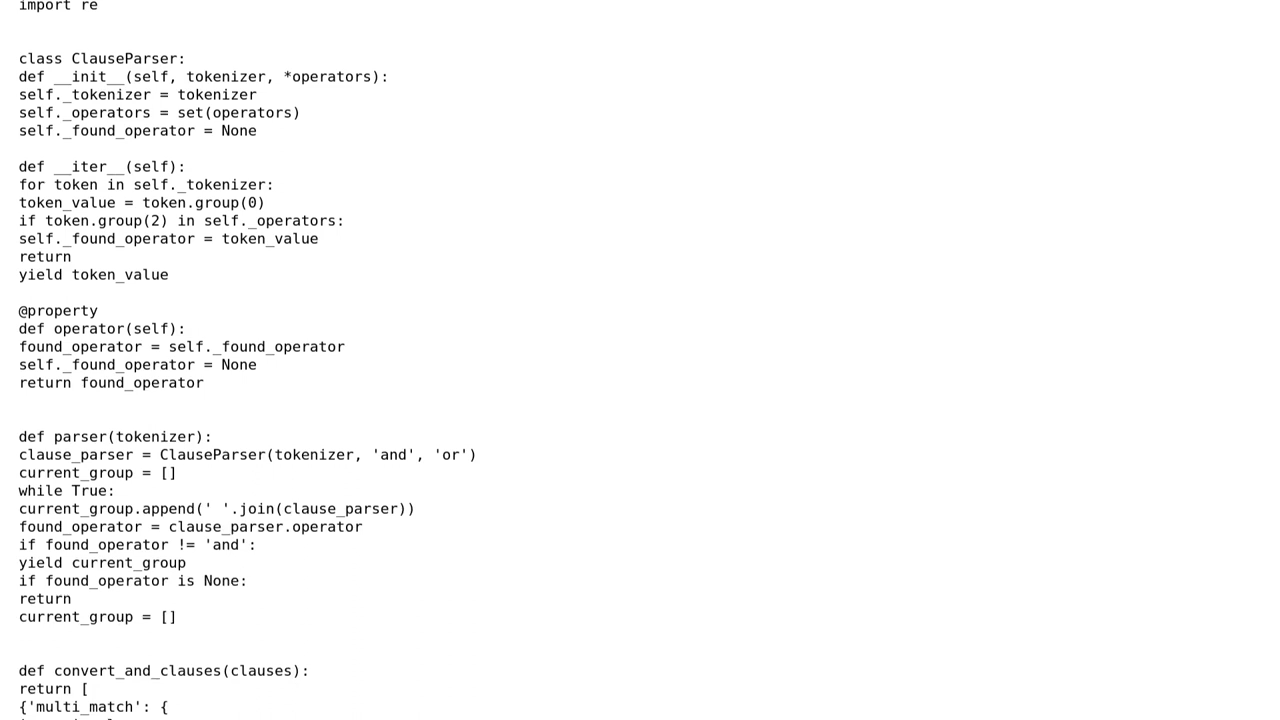 import re
class ClauseParser:
def __init__(self, tokenizer, *operators):
self._tokenizer = tokenizer
self._operators = set(operators)
self._found_operator = None
def __iter__(self):
for token in self._tokenizer:
token_value = token.group(0)
if token.group(2) in self._operators:
self._found_operator = token_value
return
yield token_value
@property
def operator(self):
found_operator = self._found_operator
self._found_operator = None
return found_operator
def parser(tokenizer):
clause_parser = ClauseParser(tokenizer, 'and', 'or')
current_group = []
while True:
current_group.append(' '.join(clause_parser))
found_operator = clause_parser.operator
if found_operator != 'and':
yield current_group
if found_operator is None:
return
current_group = []
def convert_and_clauses(clauses):
return [
{'multi_match': {